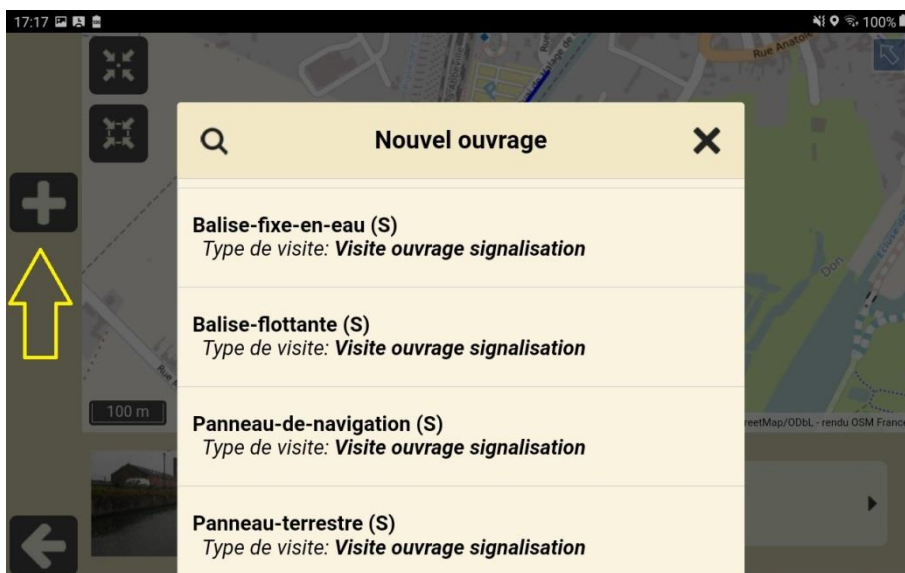 17:17
100%
Rue Anatol
Nouvel ouvrage
Balise-fixe-en-eau (S)
Type de visite: Visite ouvrage signalisation
Balise-flottante (S)
Type de visite: Visite ouvrage signalisation
Don
100 m
Panneau-de-navigation (S)
Type de visite: Visite ouvrage signalisation
reetMap/ODbL - rendu OSM France
Panneau-terrestre (S)
Type de visite: Visite ouvrage signalisation